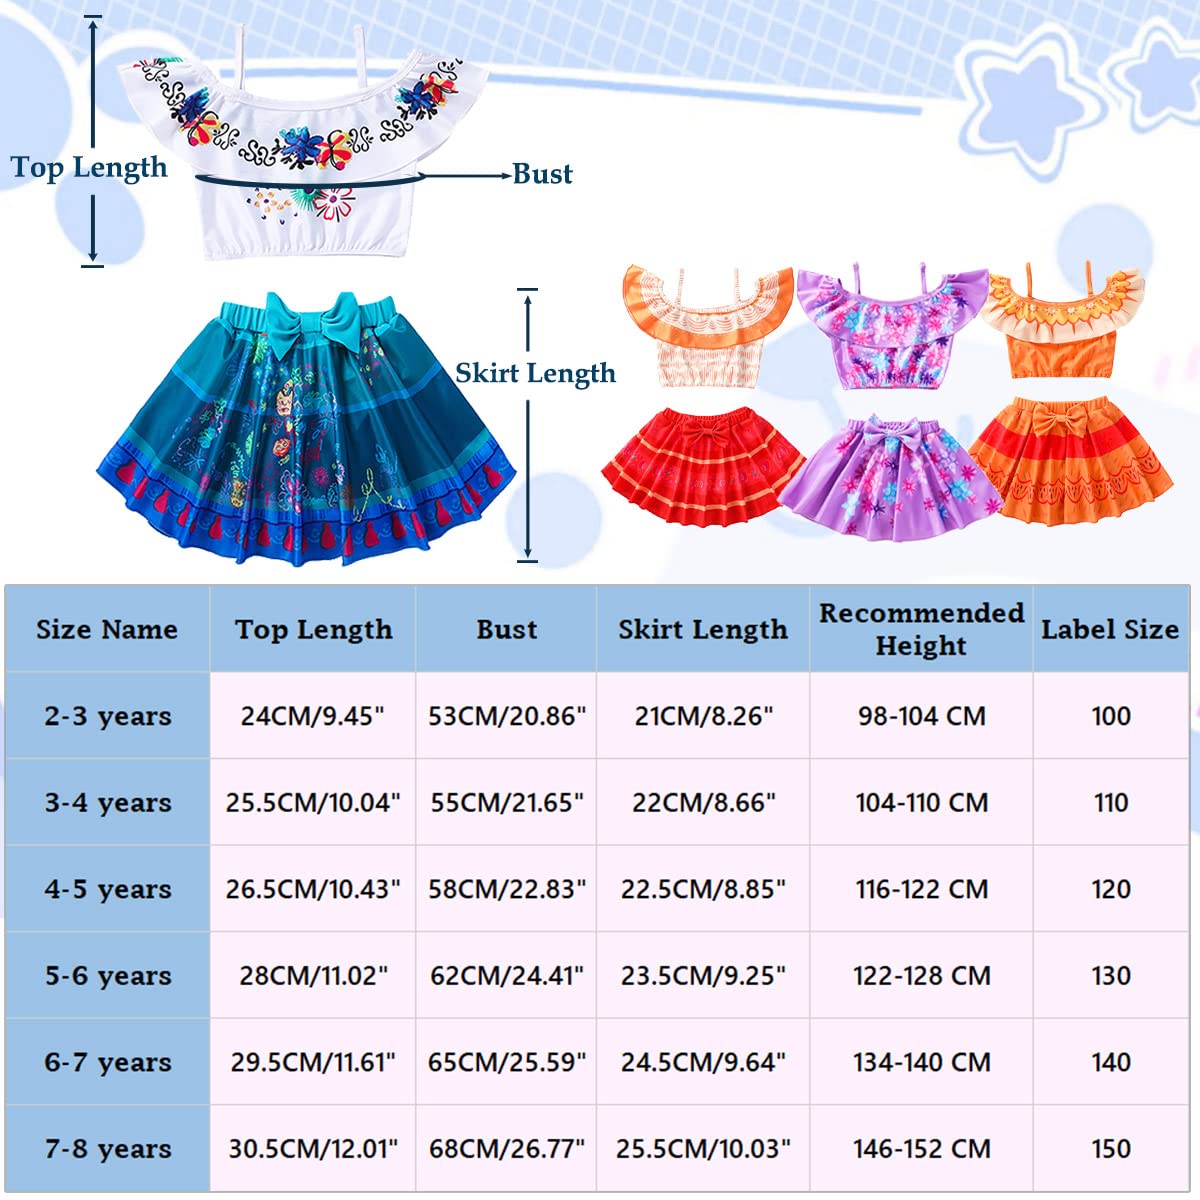 Top Length
Bust
Skirt Length
Size Name Top Length Bust Skirt Length Recommended Height Label Size
2-3 years 24CM/9.45" 53CM/20.86" 21CM/8.26" 98-104 CM 100
3-4 years 25.5CM/10.04" 55CM/21.65" 22CM/8.66" 104-110 CM 110
4-5 years 26.5CM/10.43" 58CM/22.83" 22.5CM/8.85" 116-122 CM 120
5-6 years 28CM/11.02" 62CM/24.41" 23.5CM/9.25" 122-128 CM 130
6-7 years 29.5CM/11.61" 65CM/25.59" 24.5CM/9.64" 134-140 CM 140
7-8 years 30.5CM/12.01" 68CM/26.77" 25.5CM/10.03" 146-152 CM 150